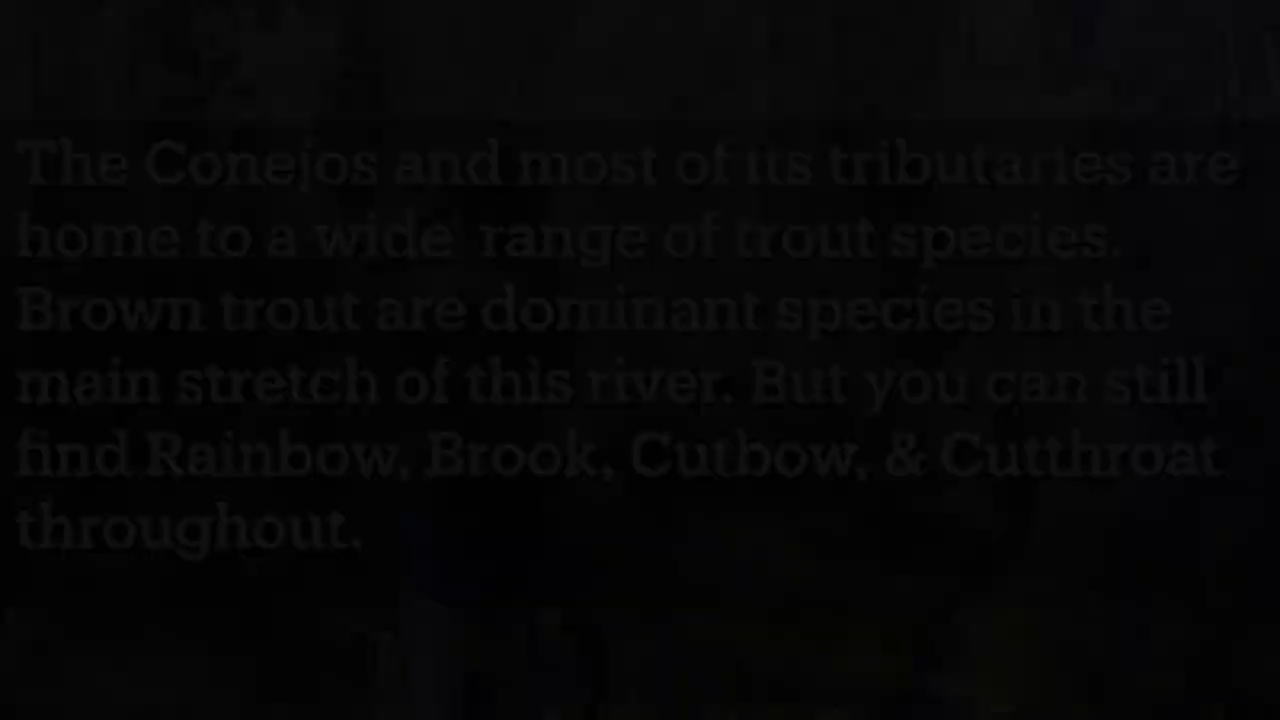 The Conejos and most of its tributaries are
home to a wide range of trout species.
Brown trout are dominant species in the
main stretch of this river. But you can still
find Rainbow, Brook, Cutbow, & Cutthroat
throughout.